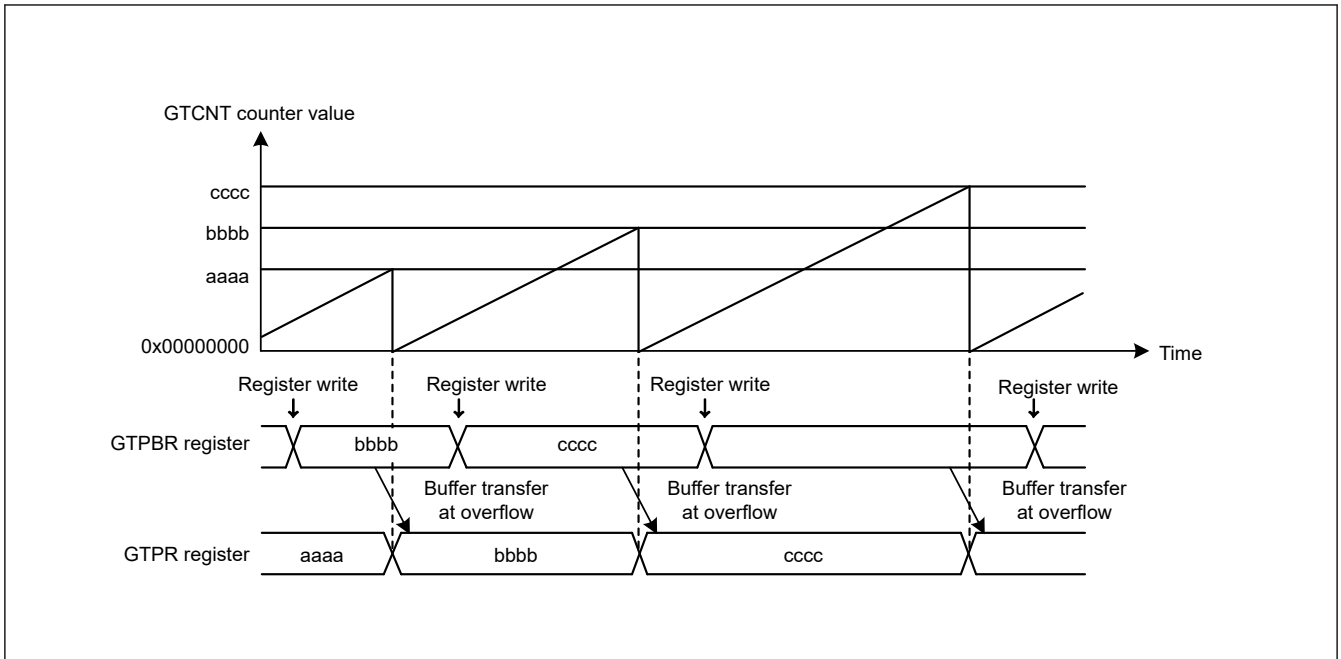 GTCNT counter value
cccc
bbbb
aaaa
0x00000000
Time
Register write
Register write
Register write
Register write
GTPBR register
bbbb
cccc
Buffer transfer
at overflow
Buffer transfer
at overflow
Buffer transfer
at overflow
GTPR register
aaaa
bbbb
cccc